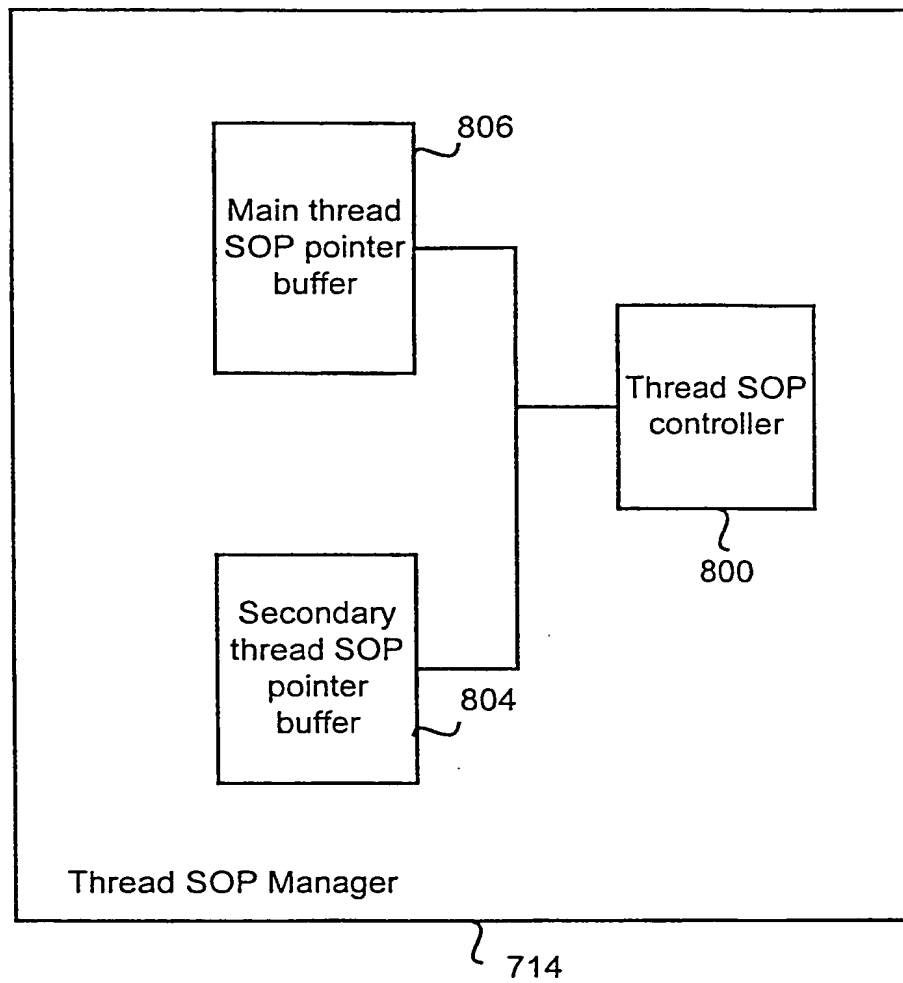 806
Main thread
SOP pointer
buffer
Thread SOP
controller
800
Secondary
thread SOP
pointer
buffer
804
Thread SOP Manager
714